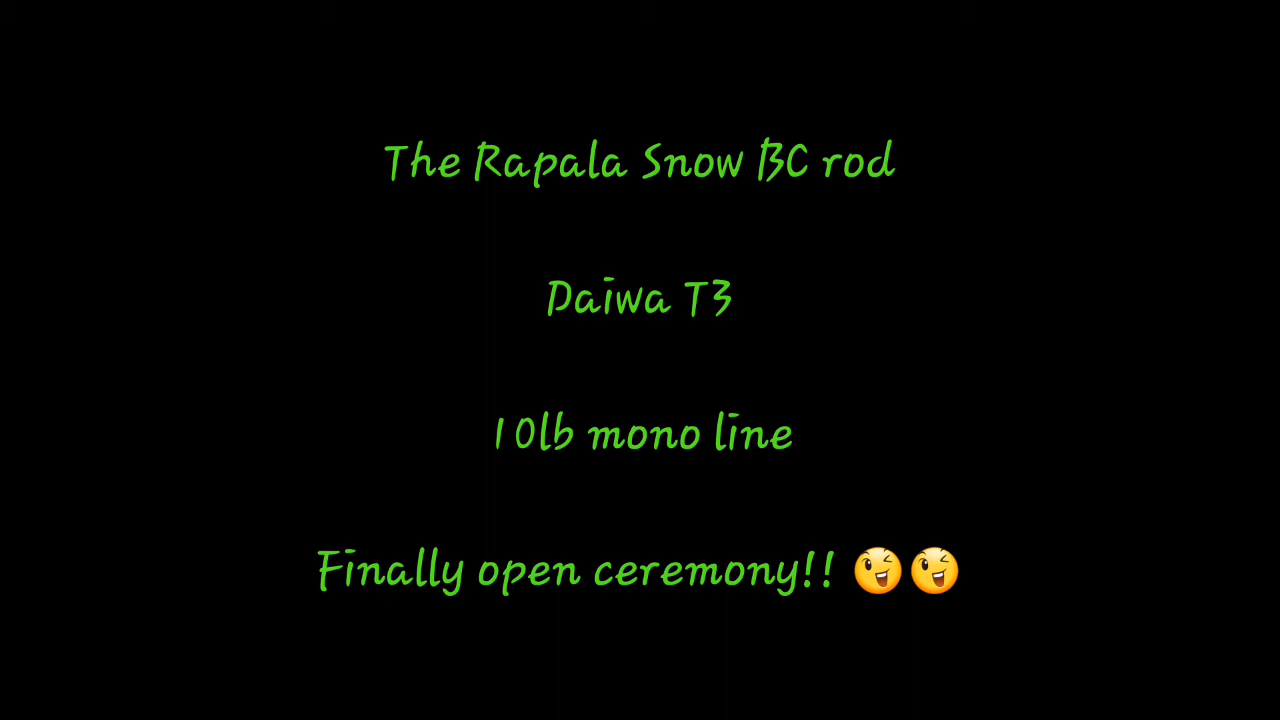 The Rapala Snow BC rod
Daiwa T3
10lb mono line
Finally open ceremony!! 😉😉